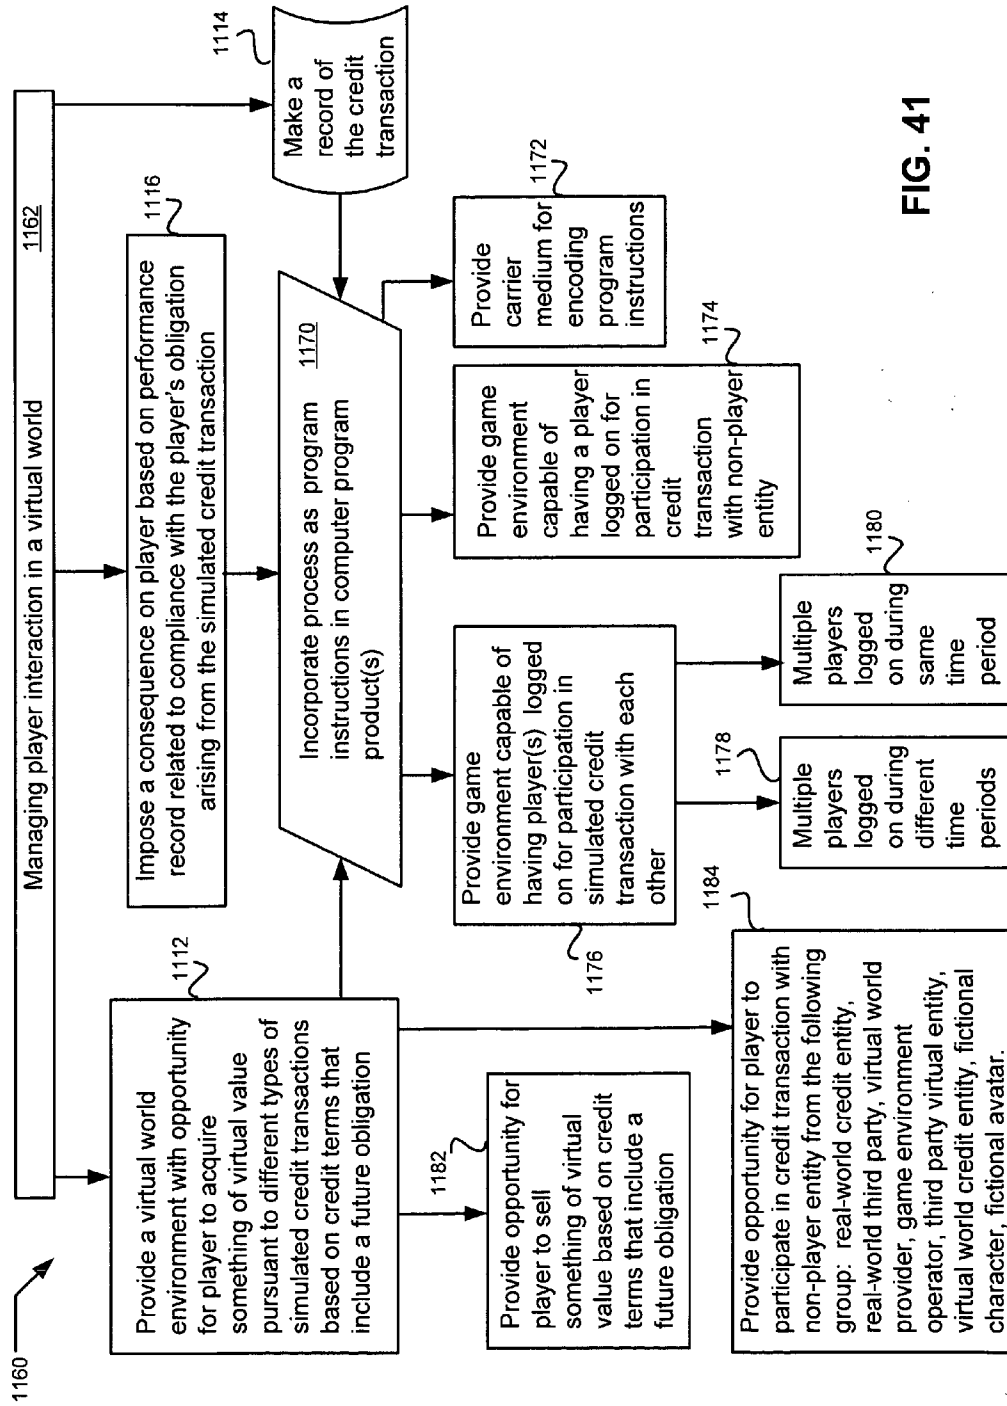 1160
Managing player interaction in a virtual world
1162
Provide a virtual world
environment with opportunity
for player to acquire
something of virtual value
pursuant to different types of
simulated credit transactions
based on credit terms that
include a future obligation
1112
Impose a consequence on player based on performance
record related to compliance with the player's obligation
arising from the simulated credit transaction
1116
Make a
record of
the credit
transaction
1114
Incorporate process as program
instructions in computer program
product(s)
1170
Provide opportunity for
player to sell
something of virtual
value based on credit
terms that include a
future obligation
1182
Provide game
environment capable of
having player(s) logged
on for participation in
simulated credit
transaction with each
other
1176
Provide game
environment
capable of
having a player
logged on for
participation in
credit
transaction
with non-player
entity
1174
Provide
carrier
medium for
encoding
program
instructions
1172
Provide opportunity for player to
participate in credit transaction with
non-player entity from the following
group: real-world credit entity,
real-world third party, virtual world
provider, game environment
operator, third party virtual entity,
virtual world credit entity, fictional
character, fictional avatar.
1184
Multiple
players
logged
on during
different
time
periods
1178
Multiple
players
logged
on during
same
time
period
1180
FIG. 41